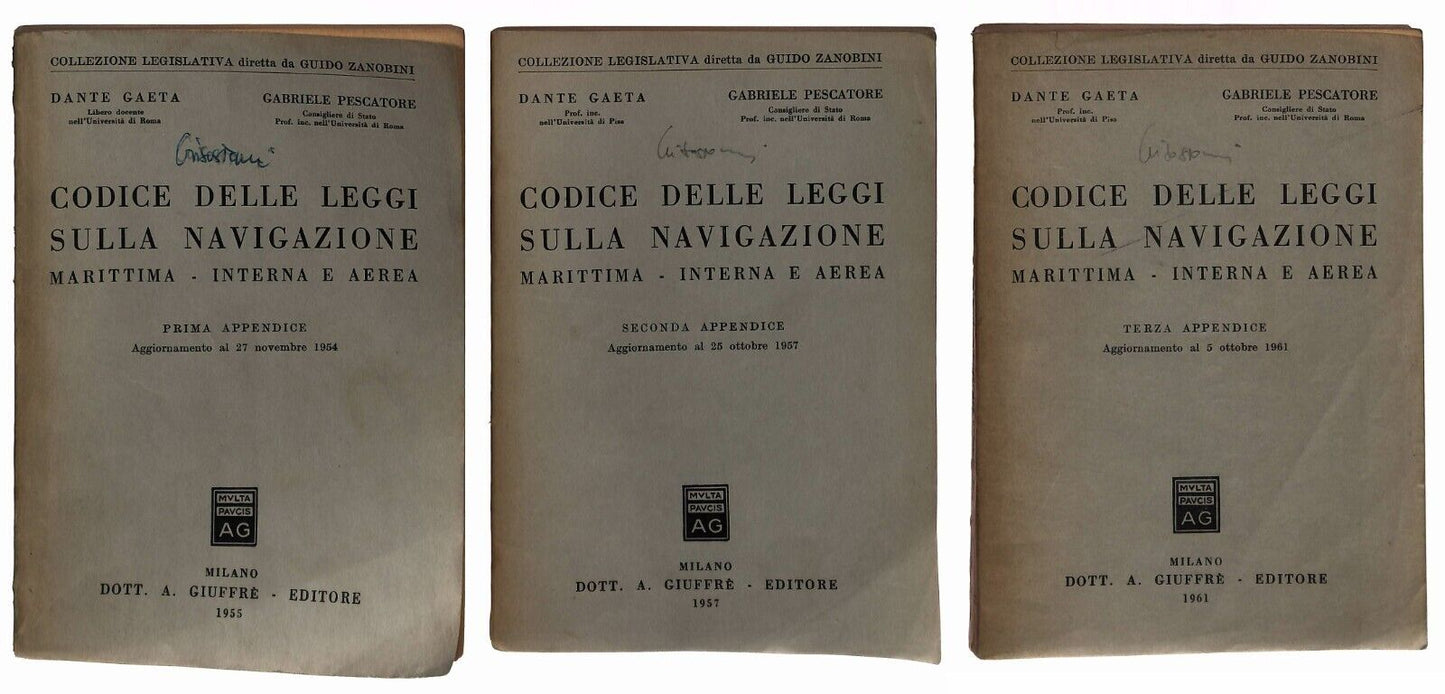 COLLEZIONE LEGISLATIVA diretta da GUIDO ZANOBINI
DANTE GAETA
Libero docente
nell'Università di Roma
GABRIELE PESCATORE
Consigliere di Stato
Prof. inc. nell'Università di Roma
CODICE DELLE LEGGI
SULLA NAVIGAZIONE
MARITTIMA - INTERNA E AEREA
PRIMA APPENDICE
Aggiornamento al 27 novembre 1954
MVLTA
PAVCIS
AG
MILANO
DOTT. A. GIUFFRÈ - EDITORE
1955
COLLEZIONE LEGISLATIVA diretta da GUIDO ZANOBINI
DANTE GAETA
Prof. inc.
nell'Università di Pisa
GABRIELE PESCATORE
Consigliere di Stato
Prof. inc. nell'Università di Roma
CODICE DELLE LEGGI
SULLA NAVIGAZIONE
MARITTIMA - INTERNA E AEREA
SECONDA APPENDICE
Aggiornamento al 25 ottobre 1957
MVLTA
PAVCIS
AG
MILANO
DOTT. A. GIUFFRÈ - EDITORE
1957
COLLEZIONE LEGISLATIVA diretta da GUIDO ZANOBINI
DANTE GAETA
Prof. inc.
nell'Università di Pisa
GABRIELE PESCATORE
Consigliere di Stato
Prof. inc. nell'Università di Roma
CODICE DELLE LEGGI
SULLA NAVIGAZIONE
MARITTIMA - INTERNA E AEREA
TERZA APPENDICE
Aggiornamento al 5 ottobre 1961
MVLTA
PAVCIS
AG
MILANO
DOTT. A. GIUFFRÈ - EDITORE
1961